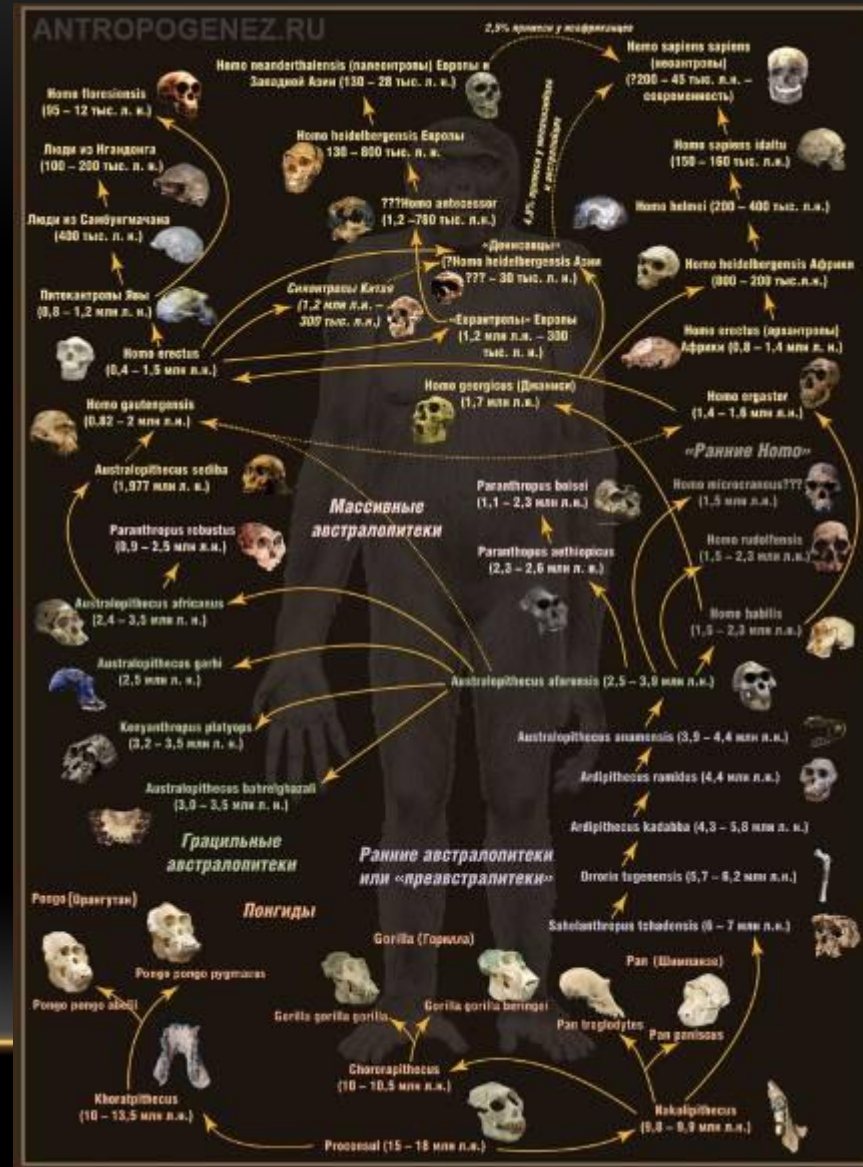 ANTROPOGENEZ.RU
2,5% примеси у неафриканцев
Homo neanderthalensis (палеоантропы) Европы и
Западной Азии (130 – 28 тыс. л. н.)
Homo sapiens sapiens
(неоантропы)
(?200 – 45 тыс. л.н. –
современность)
Homo floresiensis
(95 – 12 тыс. л.н.)
Homo heidelbergensis Европы
130 – 800 тыс. л. н.
Люди из Нгандонга
(100 – 200 тыс. л.н.)
Homo sapiens idaltu
(150 – 160 тыс. л.н.)
???Homo antecessor
(1,2 –780 тыс. л.н.)
Homo helmei (200 – 400 тыс. л.н.)
Люди из Самбунгмачана
(400 тыс. л. н.)
«Денисовцы»
(?Homo heidelbergensis Азии
??? – 30 тыс. л. н.)
Homo heidelbergensis Африки
(800 – 200 тыс. л.н.)
Питекантропы Явы
(0,8 – 1,2 млн л. н.)
Синантропы Китая
(1,2 млн л.н. –
300 тыс. л.н.)
«Еврантропы» Европы
(1,2 млн л.н. – 300
тыс. л. н.)
Homo erectus (архантропы)
Африки (0,8 – 1,4 млн л.н.)
Homo erectus
(0,4 – 1,5 млн л.н.)
Homo georgicus (Дманиси)
(1,7 млн л.н.)
Homo ergaster
(1,4 – 1,6 млн л.н.)
Homo gautengensis
(0,82 – 2 млн л.н.)
«Ранние Homo»
Australopithecus sediba
(1,977 млн л. н.)
Homo microcranous???
(1,5 млн л.н.)
Paranthropus boisei
(1,1 – 2,3 млн л. н.)
Массивные
австралопитеки
Paranthropus robustus
(0,9 – 2,5 млн л.н.)
Homo rudolfensis
(1,5 – 2,3 млн л.н.)
Paranthopus aethiopicus
(2,3 – 2,6 млн л. н.)
Australopithecus africanus
(2,4 – 3,5 млн л. н.)
Homo habilis
(1,5 – 2,3 млн л.н.)
Australopithecus garhi
(2,5 млн л. н.)
Australopithecus afarensis (2,5 – 3,9 млн л.н.)
Kenyanthropus platyops
(3,2 – 3,5 млн л. н.)
Australopithecus anamensis (3,9 – 4,4 млн л.н.)
Ardipithecus ramidus (4,4 млн л.н.)
Australopithecus bahrelghazali
(3,0 – 3,5 млн л. н.)
Ardipithecus kadabba (4,3 – 5,8 млн л. н.)
Грацильные
австралопитеки
Ранние австралопитеки
или «преавстралитеки»
Orrorin tugenensis (5,7 – 6,2 млн л.н.)
Pongo (Орангутан)
Понгиды
Sahelanthropus tchadensis (6 – 7 млн л.н.)
Gorilla (Горилла)
Pan (Шимпанзе)
Pongo pongo pygmaeus
Pongo pongo abelii
Gorilla gorilla gorilla
Gorilla gorilla beringei
Pan troglodytes
Pan paniscus
Chororapithecus
(10 – 10,5 млн л.н.)
Khoratpithecus
(10 – 13,5 млн л.н.)
Nakalipithecus
(9,8 – 9,9 млн л.н.)
Proconsul (15 – 18 млн л.н.)